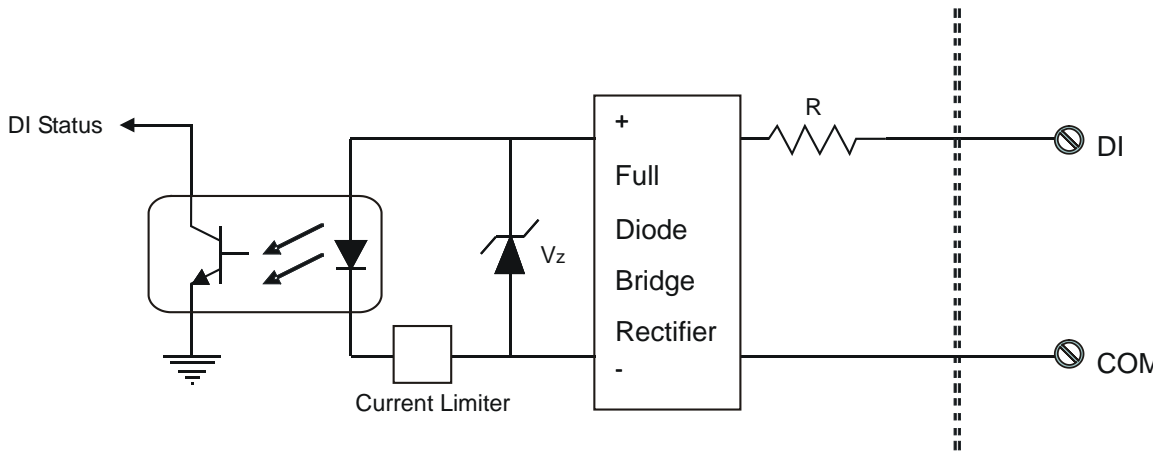 R
+
DI Status
DI
Full
Diode
Vz
Bridge
Rectifier
-
COM
Current Limiter